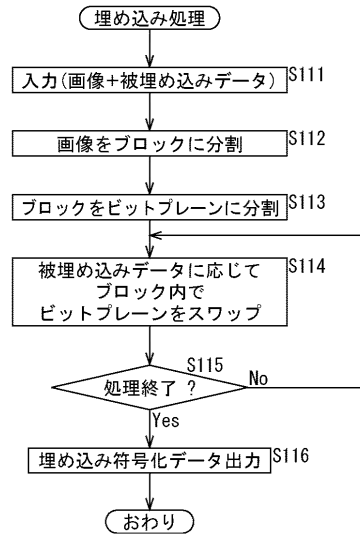 埋め込み処理
入力(画像+被埋め込みデータ)
S111
画像をブロックに分割
S112
ブロックをビットプレーンに分割
S113
被埋め込みデータに応じて
ブロック内で
ビットプレーンをスワップ
S114
処理終了 ?
S115
No
Yes
埋め込み符号化データ出力
S116
おわり